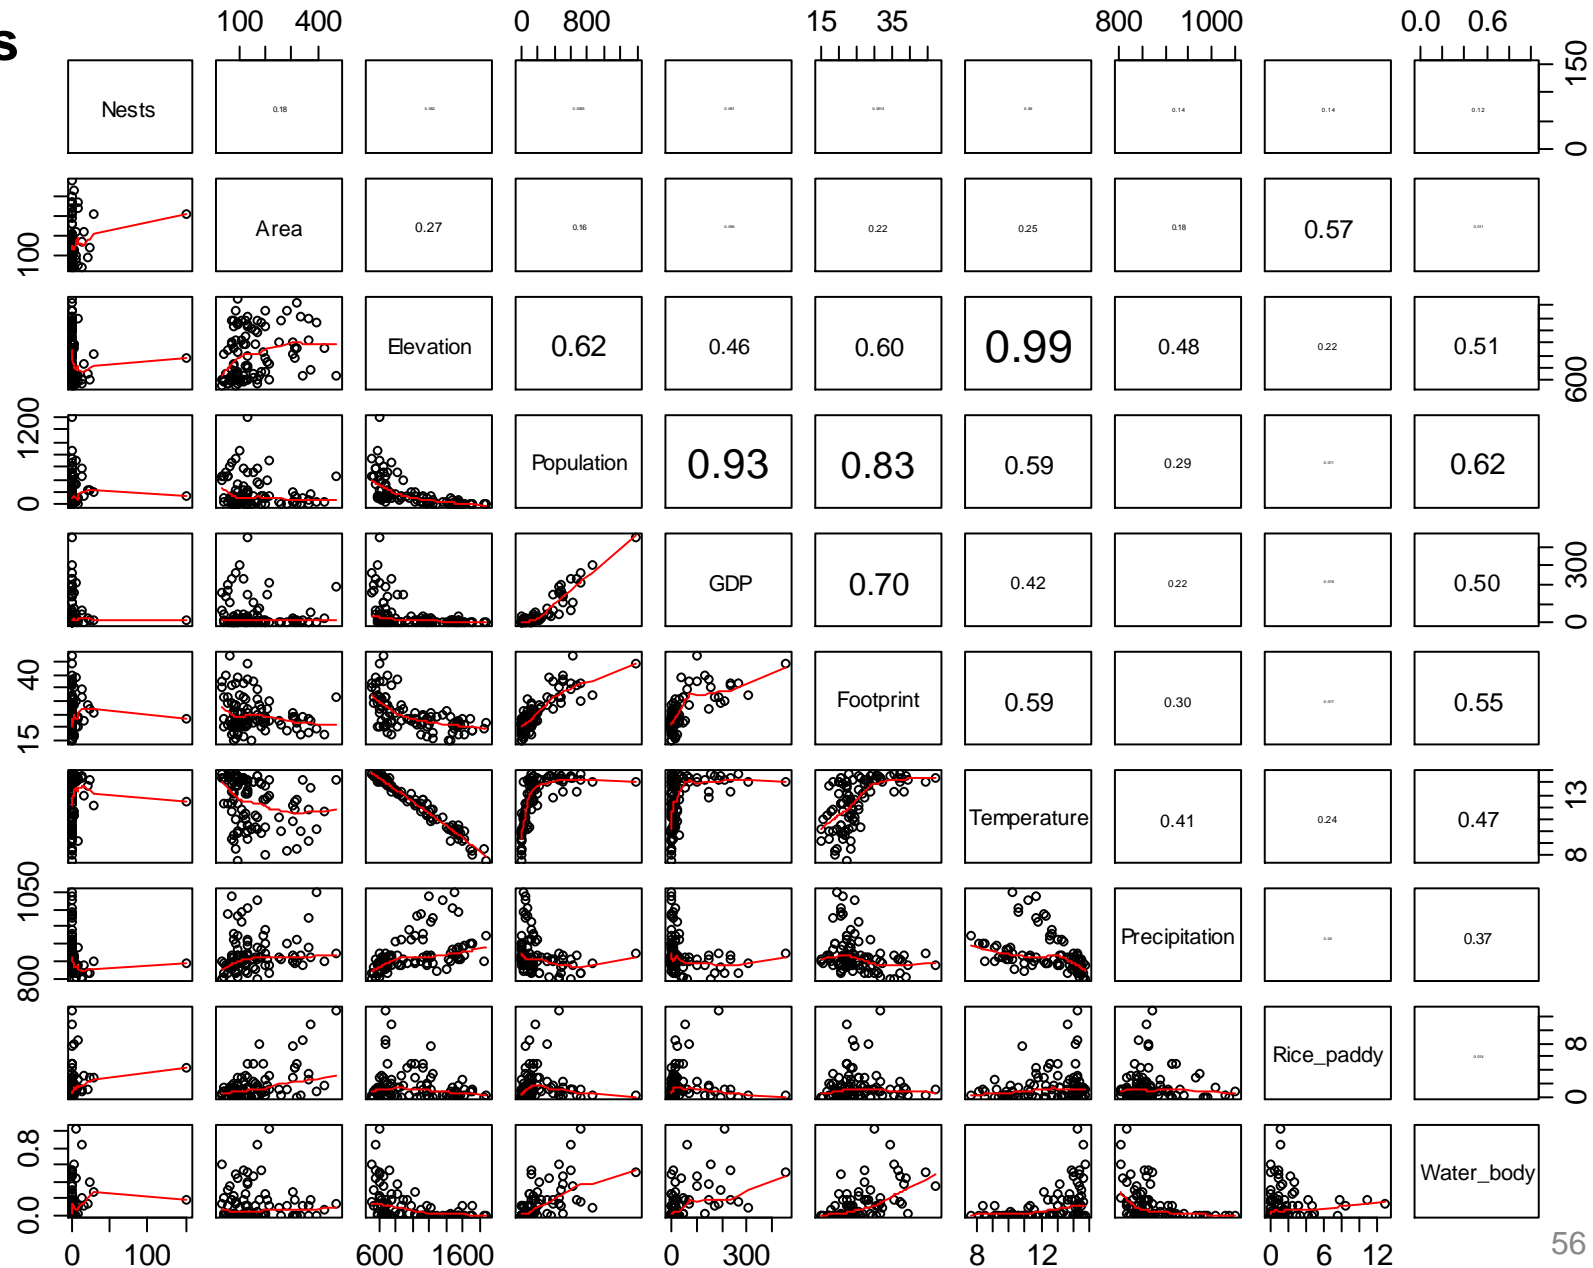 s
100 400 0 800 15 35 800 1000 0.0 0.6
Nests 0.18 0.14 0.14 0.12 0 150
100 Area 0.27 0.16 0.22 0.25 0.18 0.57
Elevation 0.62 0.46 0.60 0.99 0.48 0.22 0.51 600
0 1200 Population 0.93 0.83 0.59 0.29 0.62
GDP 0.70 0.42 0.22 0.50 0 300
15 40 Footprint 0.59 0.30 0.55
Temperature 0.41 0.24 0.47 8 13
800 1050 Precipitation 0.37
Rice_paddy 0 8
0.0 0.8 Water_body
0 100 600 1600 0 300 8 12 0 6 12
56